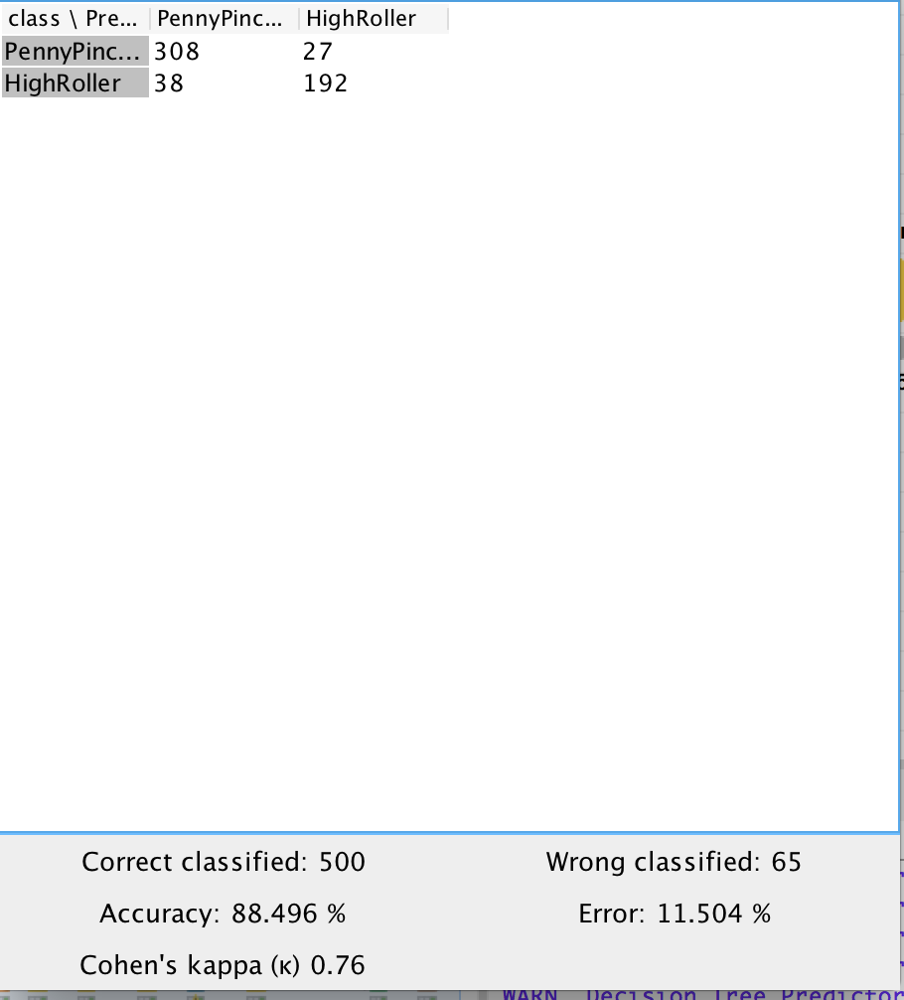 class \ Pre... PennyPinc... HighRoller
PennyPinc... 308 27
HighRoller 38 192
Correct classified: 500 Wrong classified: 65
Accuracy: 88.496 % Error: 11.504 %
Cohen's kappa (κ) 0.76
WARN Decision Tree Predictor